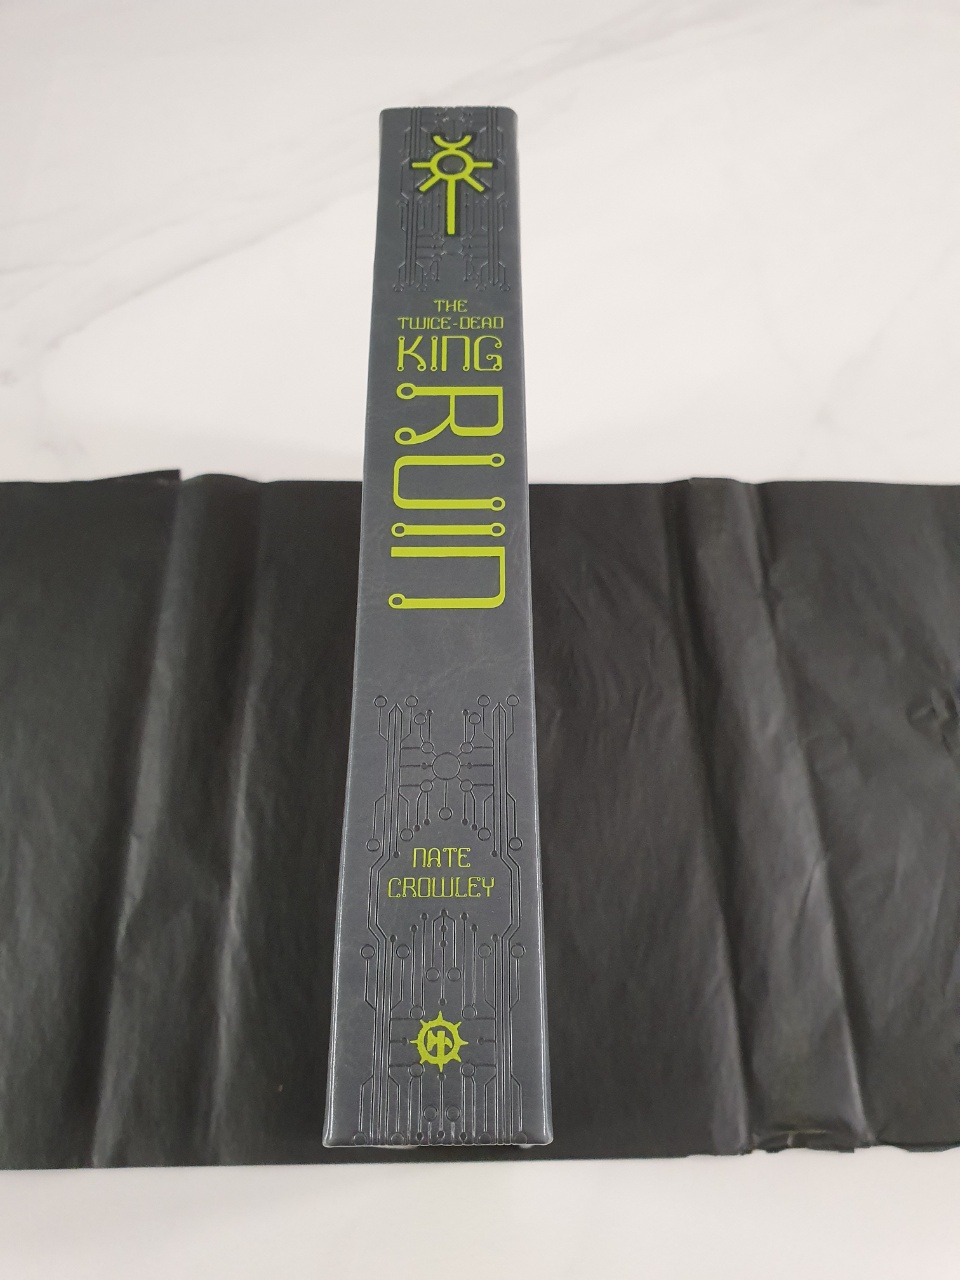 THE
TWICE-DEAD
KING
RUIN
NATE
CROWLEY